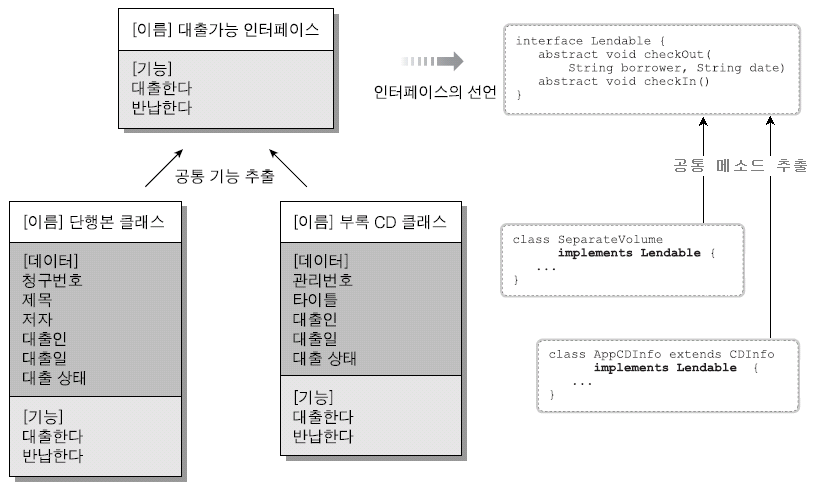 [이름] 대출가능 인터페이스
[기능]
대출한다
반납한다
인터페이스의 선언
interface Lendable {
abstract void checkOut(
String borrower, String date)
abstract void checkIn()
}
공통 기능 추출
공통 메소드 추출
[이름] 단행본 클래스
[데이터]
청구번호
제목
저자
대출인
대출일
대출 상태
[기능]
대출한다
반납한다
[이름] 부록 CD 클래스
[데이터]
관리번호
타이틀
대출인
대출일
대출 상태
[기능]
대출한다
반납한다
class SeparateVolume
implements Lendable {
...
}
class AppCDInfo extends CDInfo
implements Lendable {
...
}